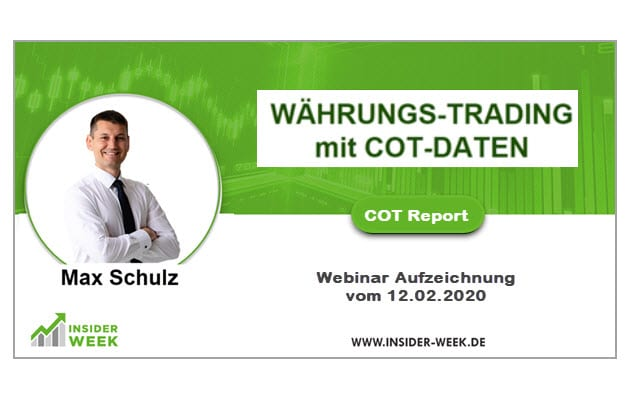 WÄHRUNGS-TRADING
mit COT-DATEN
COT Report
Max Schulz
Webinar Aufzeichnung
vom 12.02.2020
INSIDER
WEEK
WWW.INSIDER-WEEK.DE